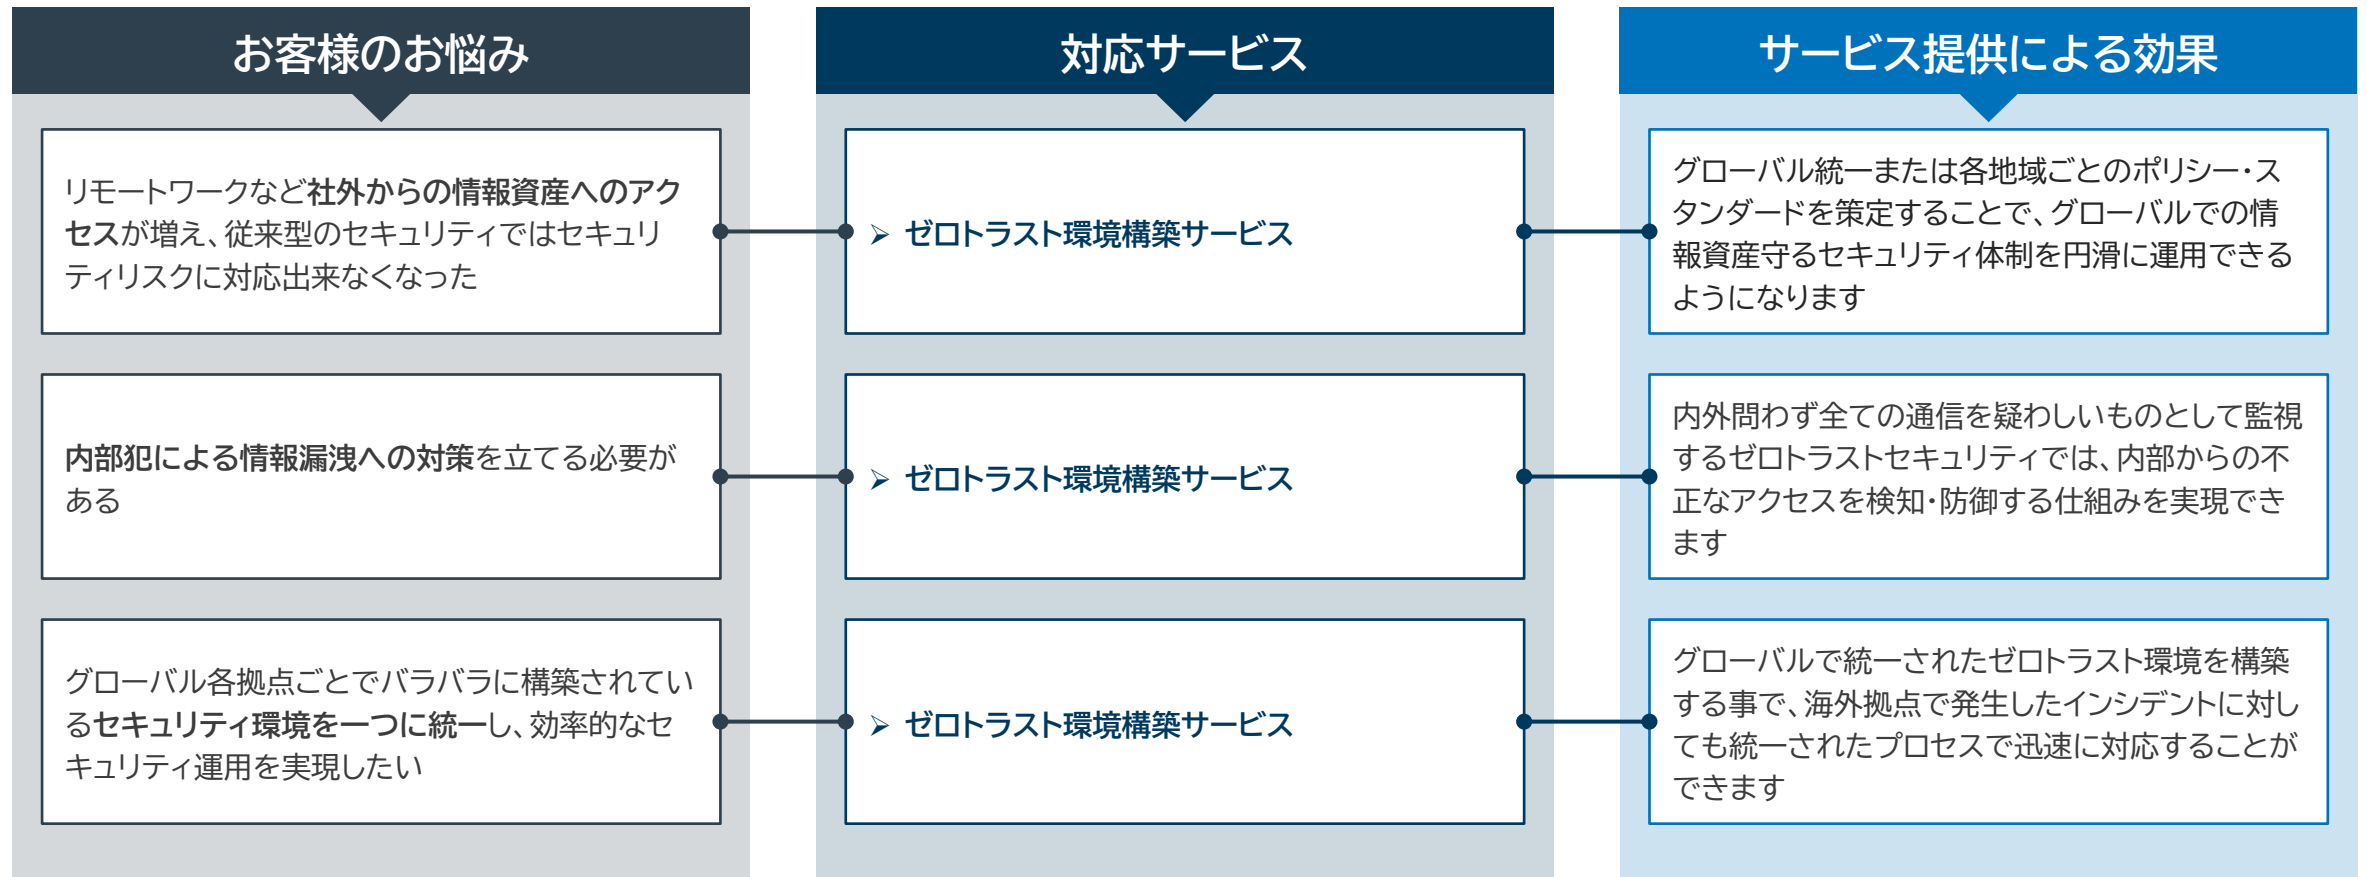 お客様のお悩み
対応サービス
サービス提供による効果
リモートワークなど社外からの情報資産へのアク
セスが増え、従来型のセキュリティではセキュリ
ティリスクに対応出来なくなった
➢ ゼロトラスト環境構築サービス
グローバル統一または各地域ごとのポリシー・ス
タンダードを策定することで、グローバルでの情
報資産守るセキュリティ体制を円滑に運用できる
ようになります
内部犯による情報漏洩への対策を立てる必要が
ある
➢ ゼロトラスト環境構築サービス
内外問わず全ての通信を疑わしいものとして監視
するゼロトラストセキュリティでは、内部からの不
正なアクセスを検知・防御する仕組みを実現でき
ます
グローバル各拠点ごとでバラバラに構築されてい
るセキュリティ環境を一つに統一し、効率的なセ
キュリティ運用を実現したい
➢ ゼロトラスト環境構築サービス
グローバルで統一されたゼロトラスト環境を構築
する事で、海外拠点で発生したインシデントに対し
ても統一されたプロセスで迅速に対応することが
できます